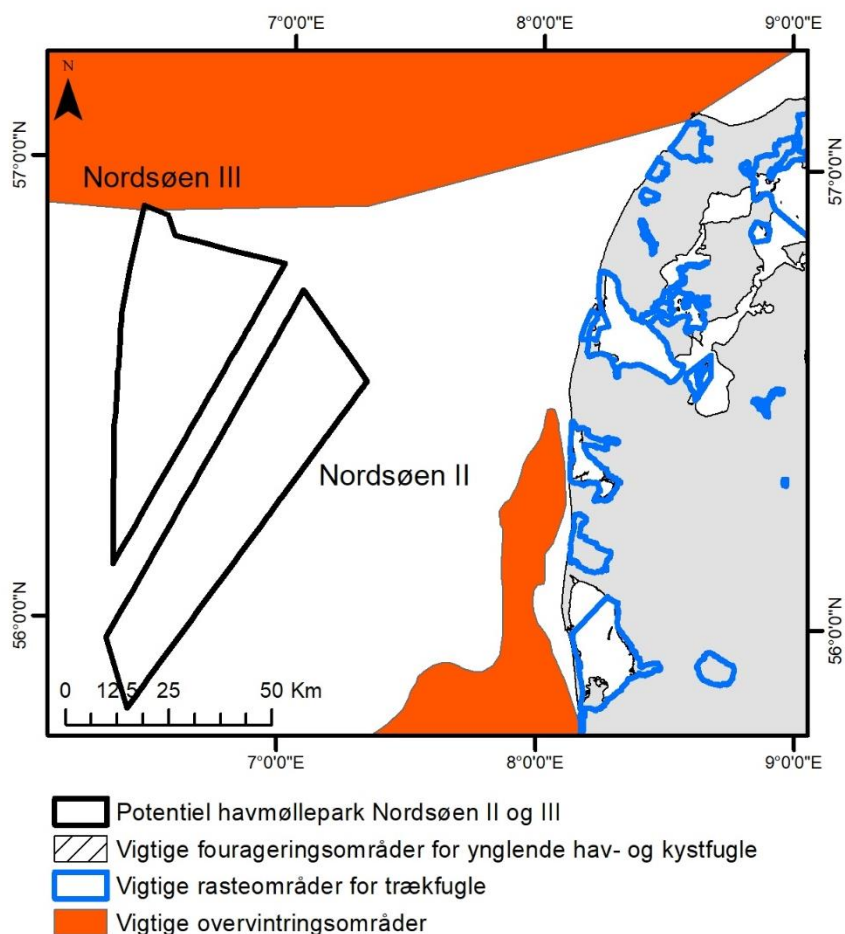 7°0'0"E 8°0'0"E 9°0'0"E
N
57°0'0"N 57°0'0"N
Nordsøen III
Nordsøen II
56°0'0"N 56°0'0"N
0 12,5 25 50 Km
7°0'0"E 8°0'0"E 9°0'0"E
Potentiel havmøllepark Nordsøen II og III
Vigtige fourageringsområder for ynglende hav- og kystfugle
Vigtige rasteområder for trækfugle
Vigtige overvintringsområder